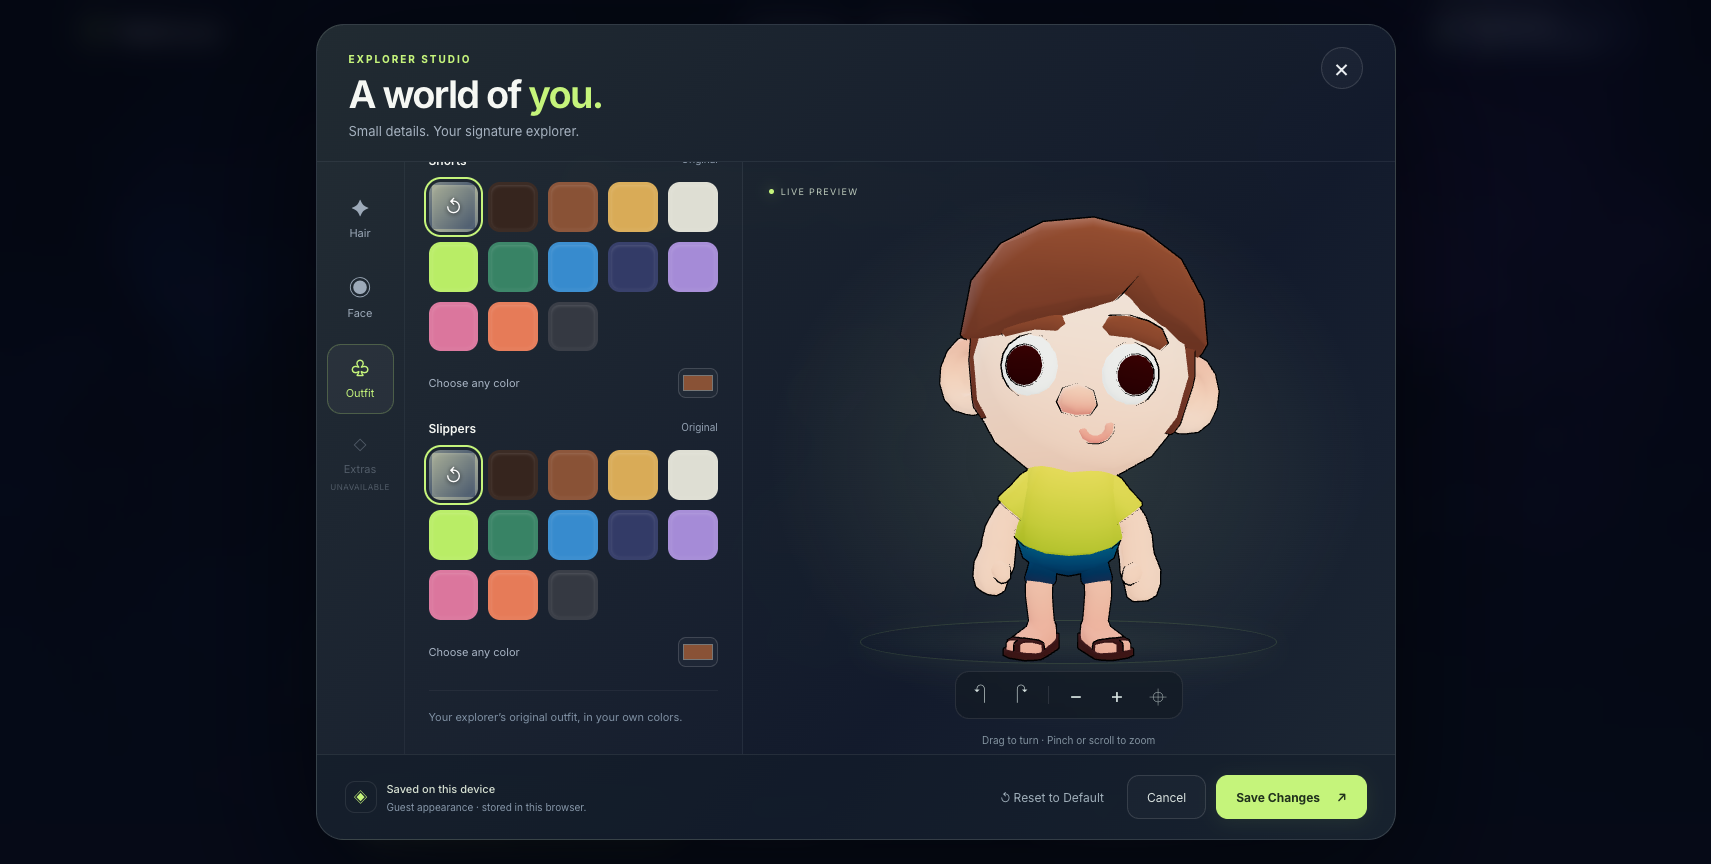 EXPLORER STUDIO
A world of you.
Small details. Your signature explorer.
Hair
Face
Outfit
Extras
UNAVAILABLE
Shorts
Original
Choose any color
Slippers
Original
Choose any color
Your explorer’s original outfit, in your own colors.
LIVE PREVIEW
Drag to turn · Pinch or scroll to zoom
Saved on this device
Guest appearance · stored in this browser.
Reset to Default
Cancel
Save Changes